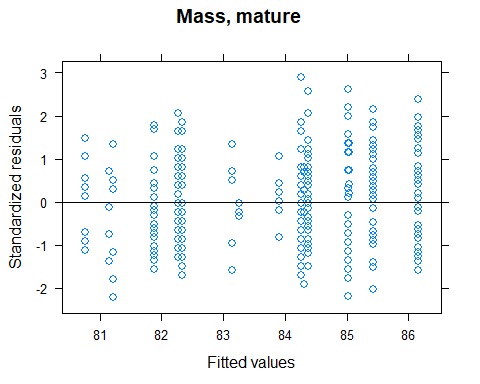 Mass, mature
Standardized residuals
3
2
1
0
-1
-2
81 82 83 84 85 86
Fitted values